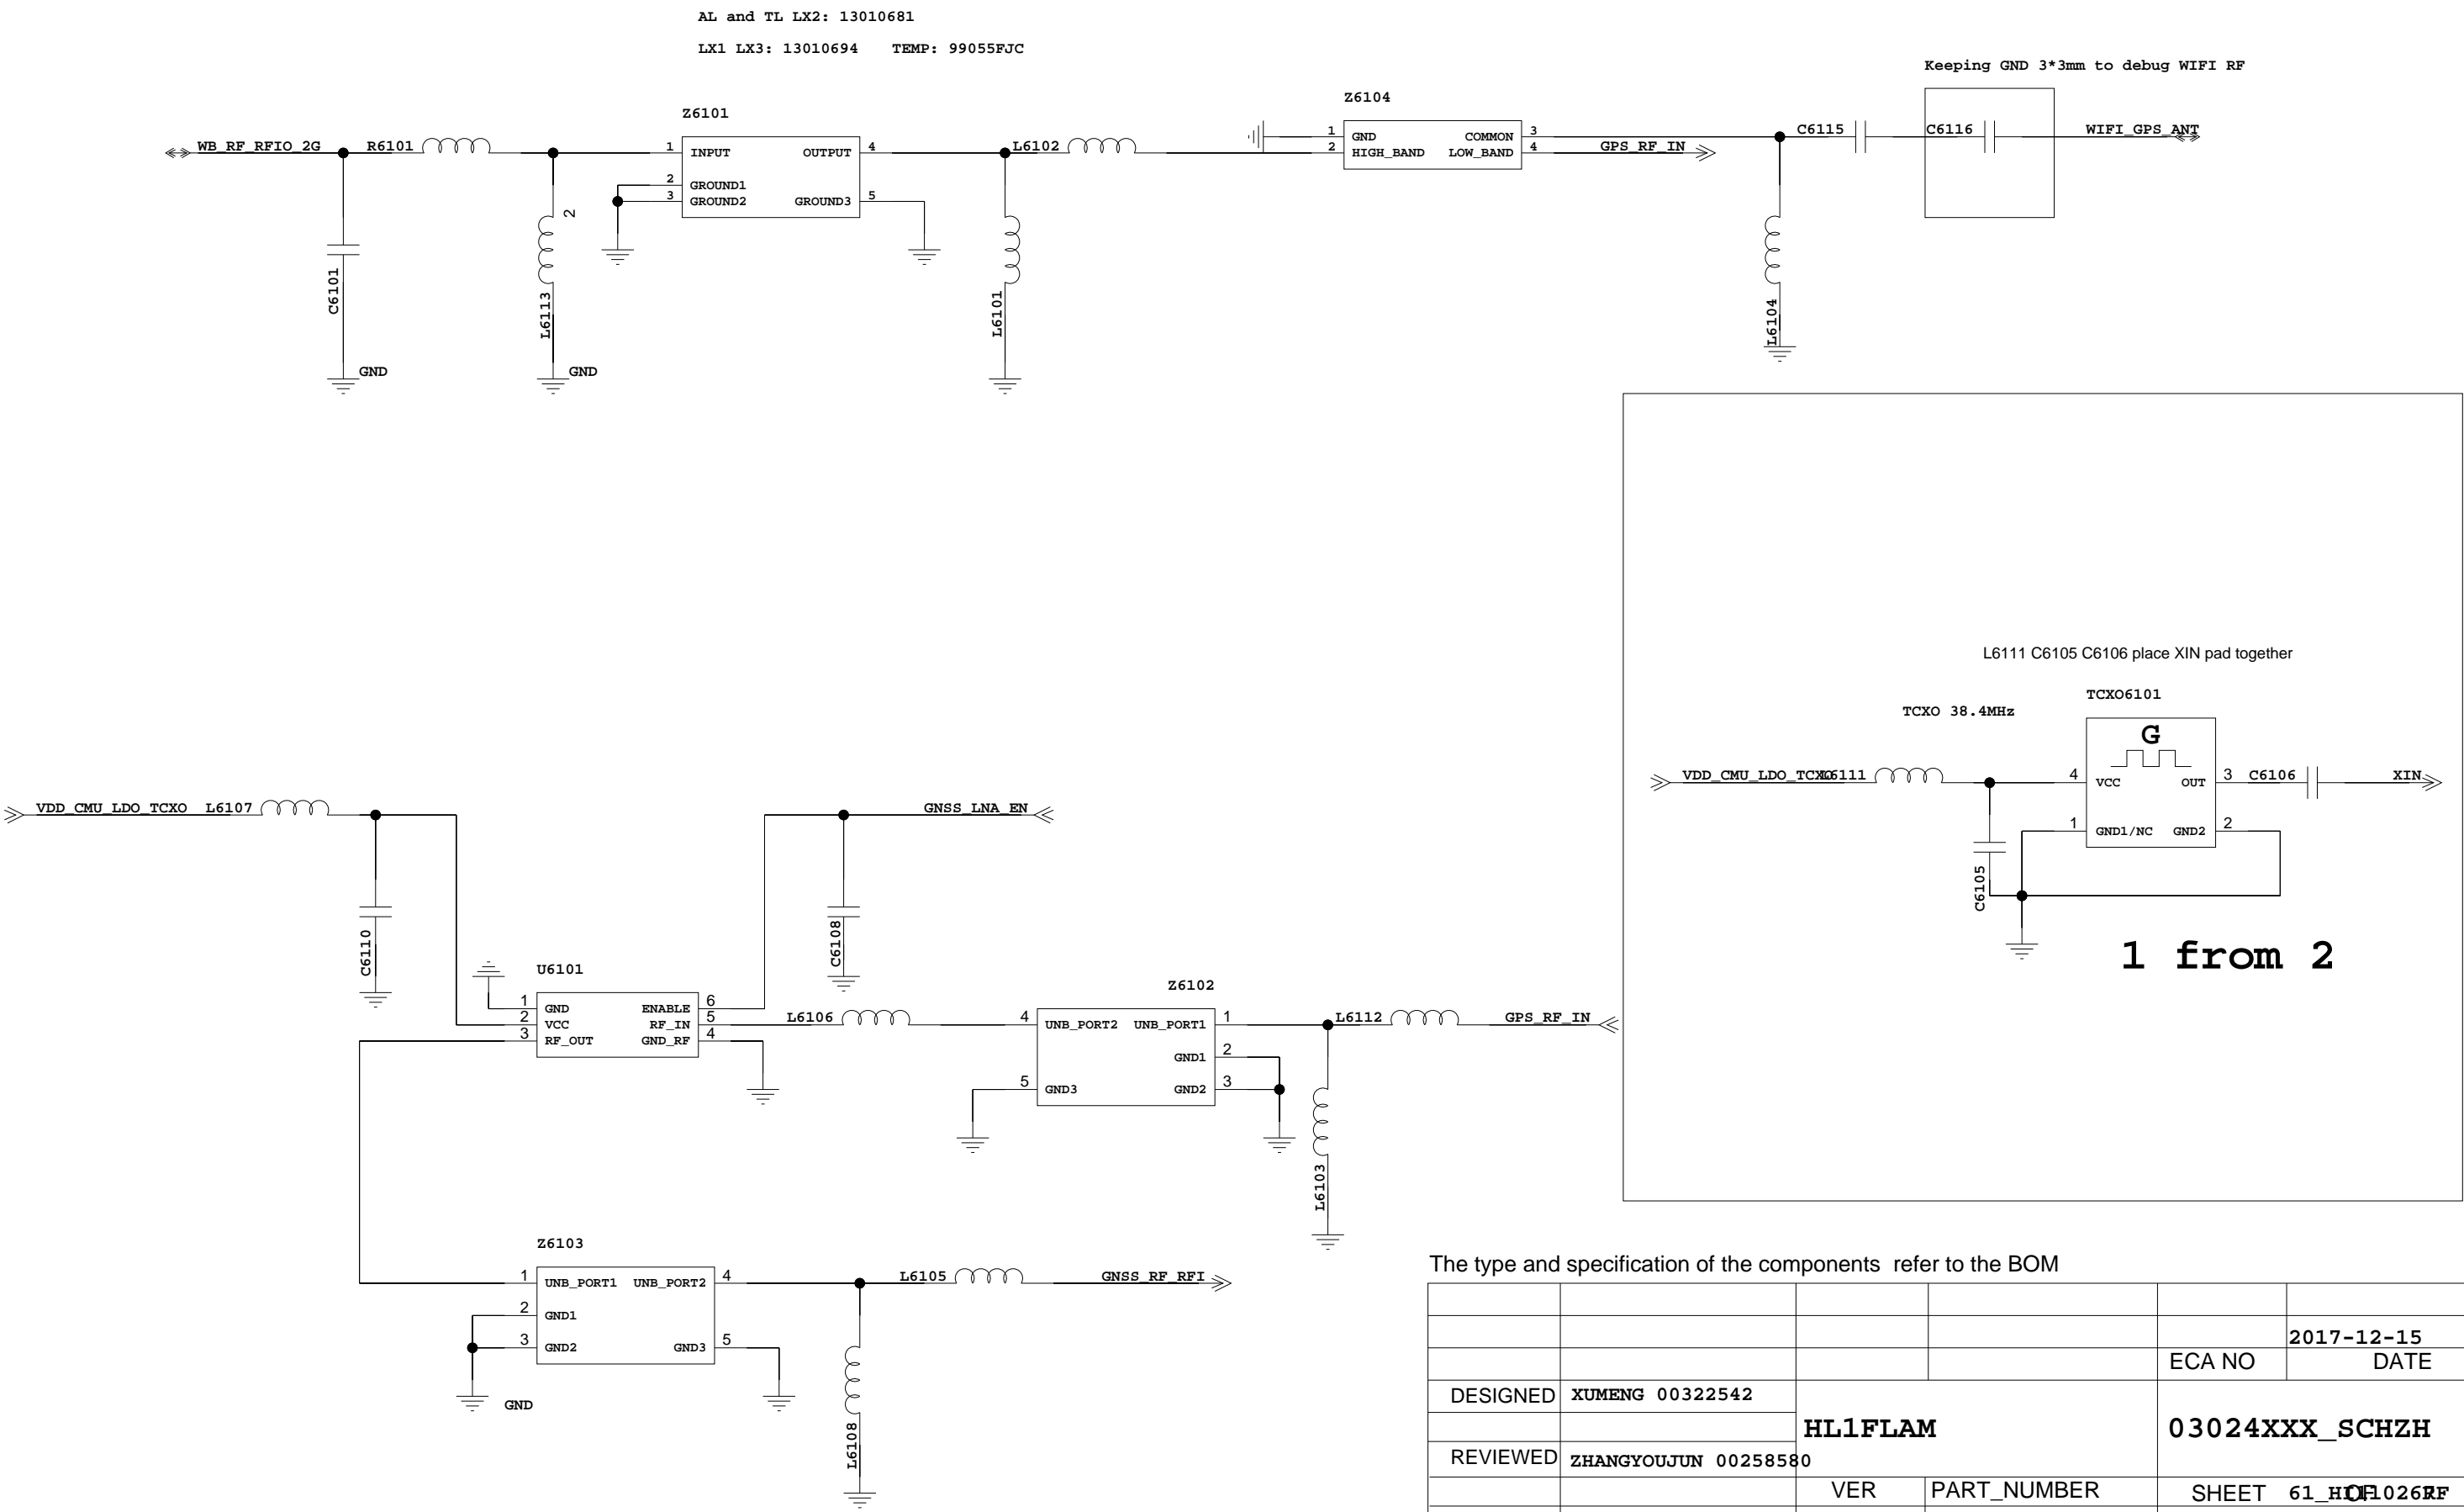 AL and TL LX2: 13010681
LX1 LX3: 13010694 TEMP: 99055FJC
Keeping GND 3*3mm to debug WIFI RF
Z6101
Z6104
WB_RF_RFIO_2G
R6101
1 INPUT OUTPUT 4
2 GROUND1
3 GROUND2 GROUND3 5
L6102
1 GND COMMON 3
2 HIGH_BAND LOW_BAND 4
GPS_RF_IN
C6115
C6116
WIFI_GPS_ANT
2
C6101
L6113
L6101
L6104
GND
GND
L6111 C6105 C6106 place XIN pad together
TCXO6101
TCXO 38.4MHz
G
VDD_CMU_LDO_TCXO
L6111
4 VCC OUT 3
C6106
XIN
1 GND1/NC GND2 2
C6105
1 from 2
VDD_CMU_LDO_TCXO L6107
GNSS_LNA_EN
C6110
C6108
U6101
1 GND ENABLE 6
2 VCC RF_IN 5
3 RF_OUT GND_RF 4
L6106
Z6102
4 UNB_PORT2 UNB_PORT1 1
GND1 2
5 GND3 GND2 3
L6112
GPS_RF_IN
L6103
Z6103
1 UNB_PORT1 UNB_PORT2 4
2 GND1
3 GND2 GND3 5
L6105
GNSS_RF_RFI
GND
L6108
The type and specification of the components refer to the BOM
2017-12-15
ECA NO DATE
DESIGNED XUMENG 00322542
HL1FLAM
03024XXX_SCHZH
REVIEWED ZHANGYOUJUN 00258580
VER PART_NUMBER
SHEET 61_HI1102_RF
OF